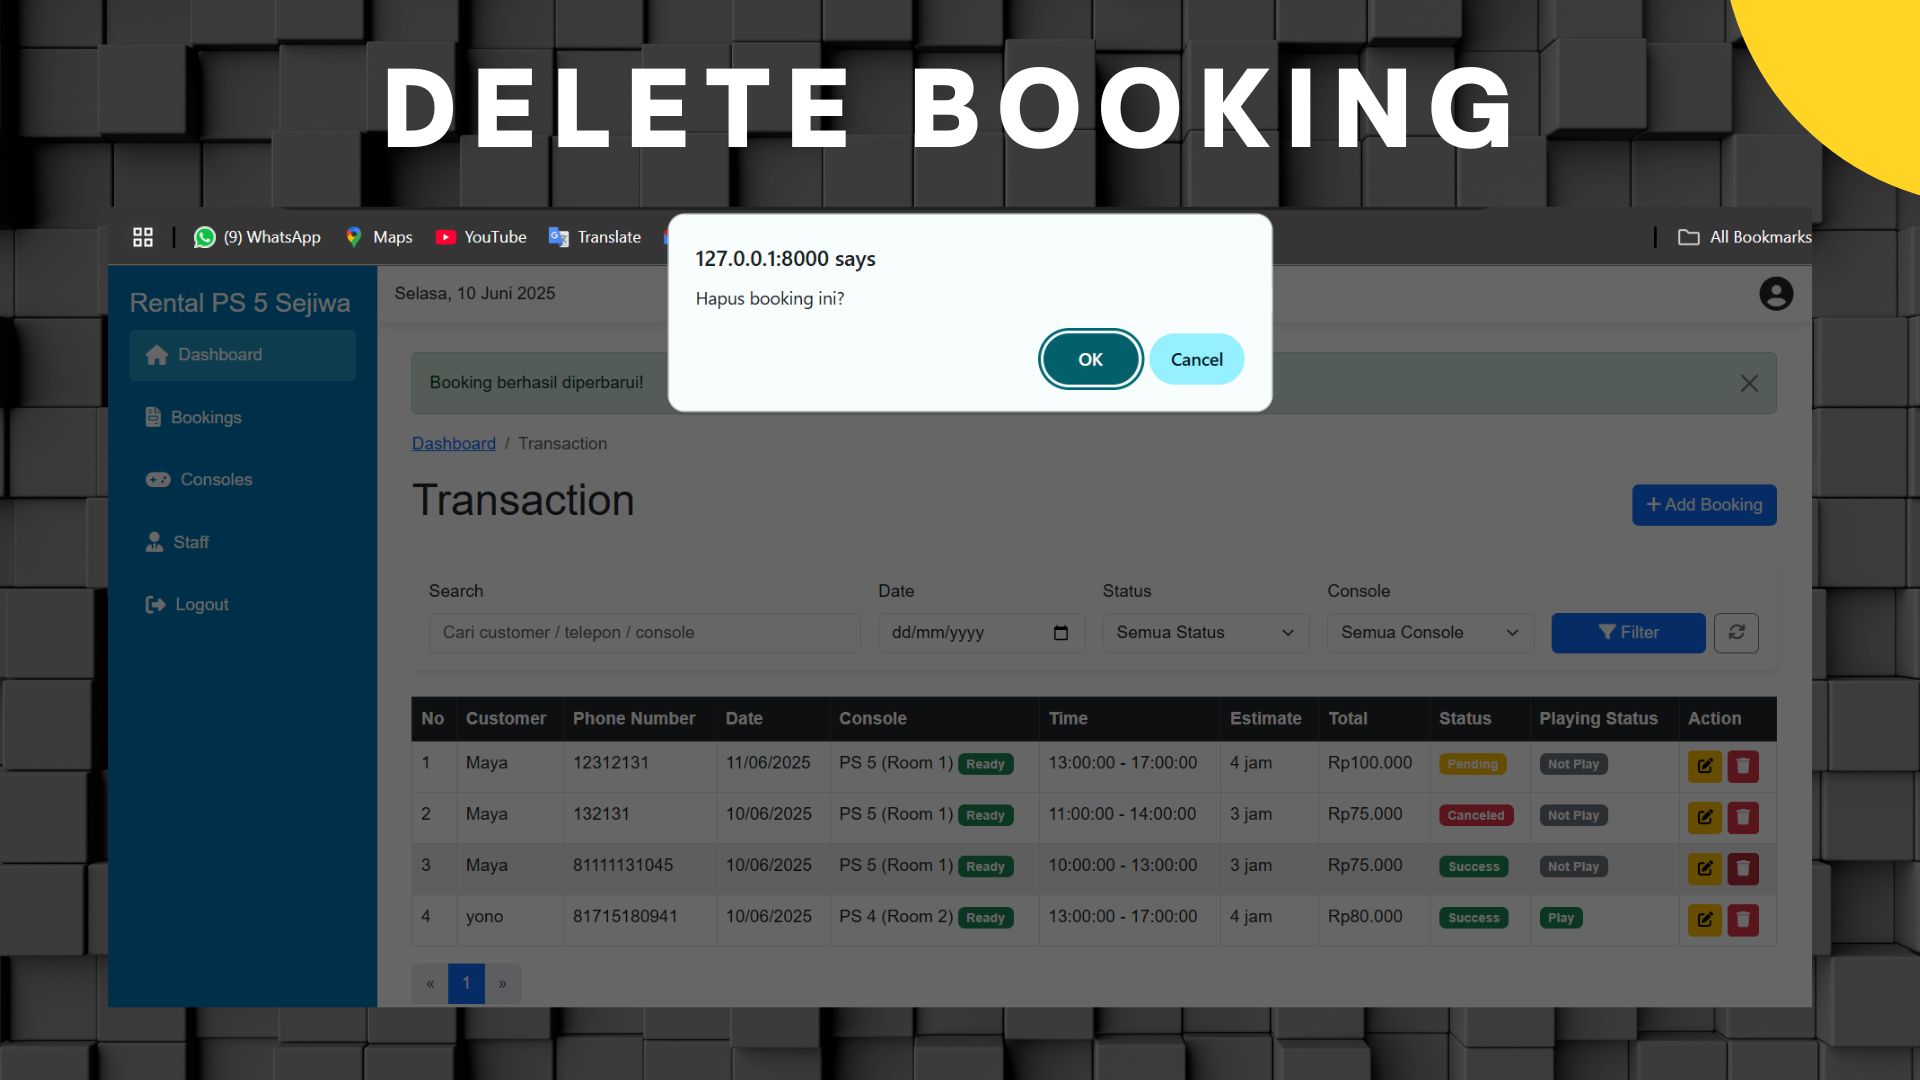 DELETE BOOKING
(9) WhatsApp Maps YouTube Translate All Bookmarks
127.0.0.1:8000 says
Hapus booking ini?
OK Cancel
Rental PS 5 Sejiwa
Dashboard
Bookings
Consoles
Staff
Logout
Selasa, 10 Juni 2025
Booking berhasil diperbarui!
Dashboard / Transaction
Transaction
+ Add Booking
Search Date Status Console
Cari customer / telepon / console dd/mm/yyyy Semua Status Semua Console Filter
No Customer Phone Number Date Console Time Estimate Total Status Playing Status Action
1 Maya 12312131 11/06/2025 PS 5 (Room 1) Ready 13:00:00 - 17:00:00 4 jam Rp100.000 Pending Not Play
2 Maya 132131 10/06/2025 PS 5 (Room 1) Ready 11:00:00 - 14:00:00 3 jam Rp75.000 Canceled Not Play
3 Maya 81111131045 10/06/2025 PS 5 (Room 1) Ready 10:00:00 - 13:00:00 3 jam Rp75.000 Success Not Play
4 yono 81715180941 10/06/2025 PS 4 (Room 2) Ready 13:00:00 - 17:00:00 4 jam Rp80.000 Success Play
« 1 »